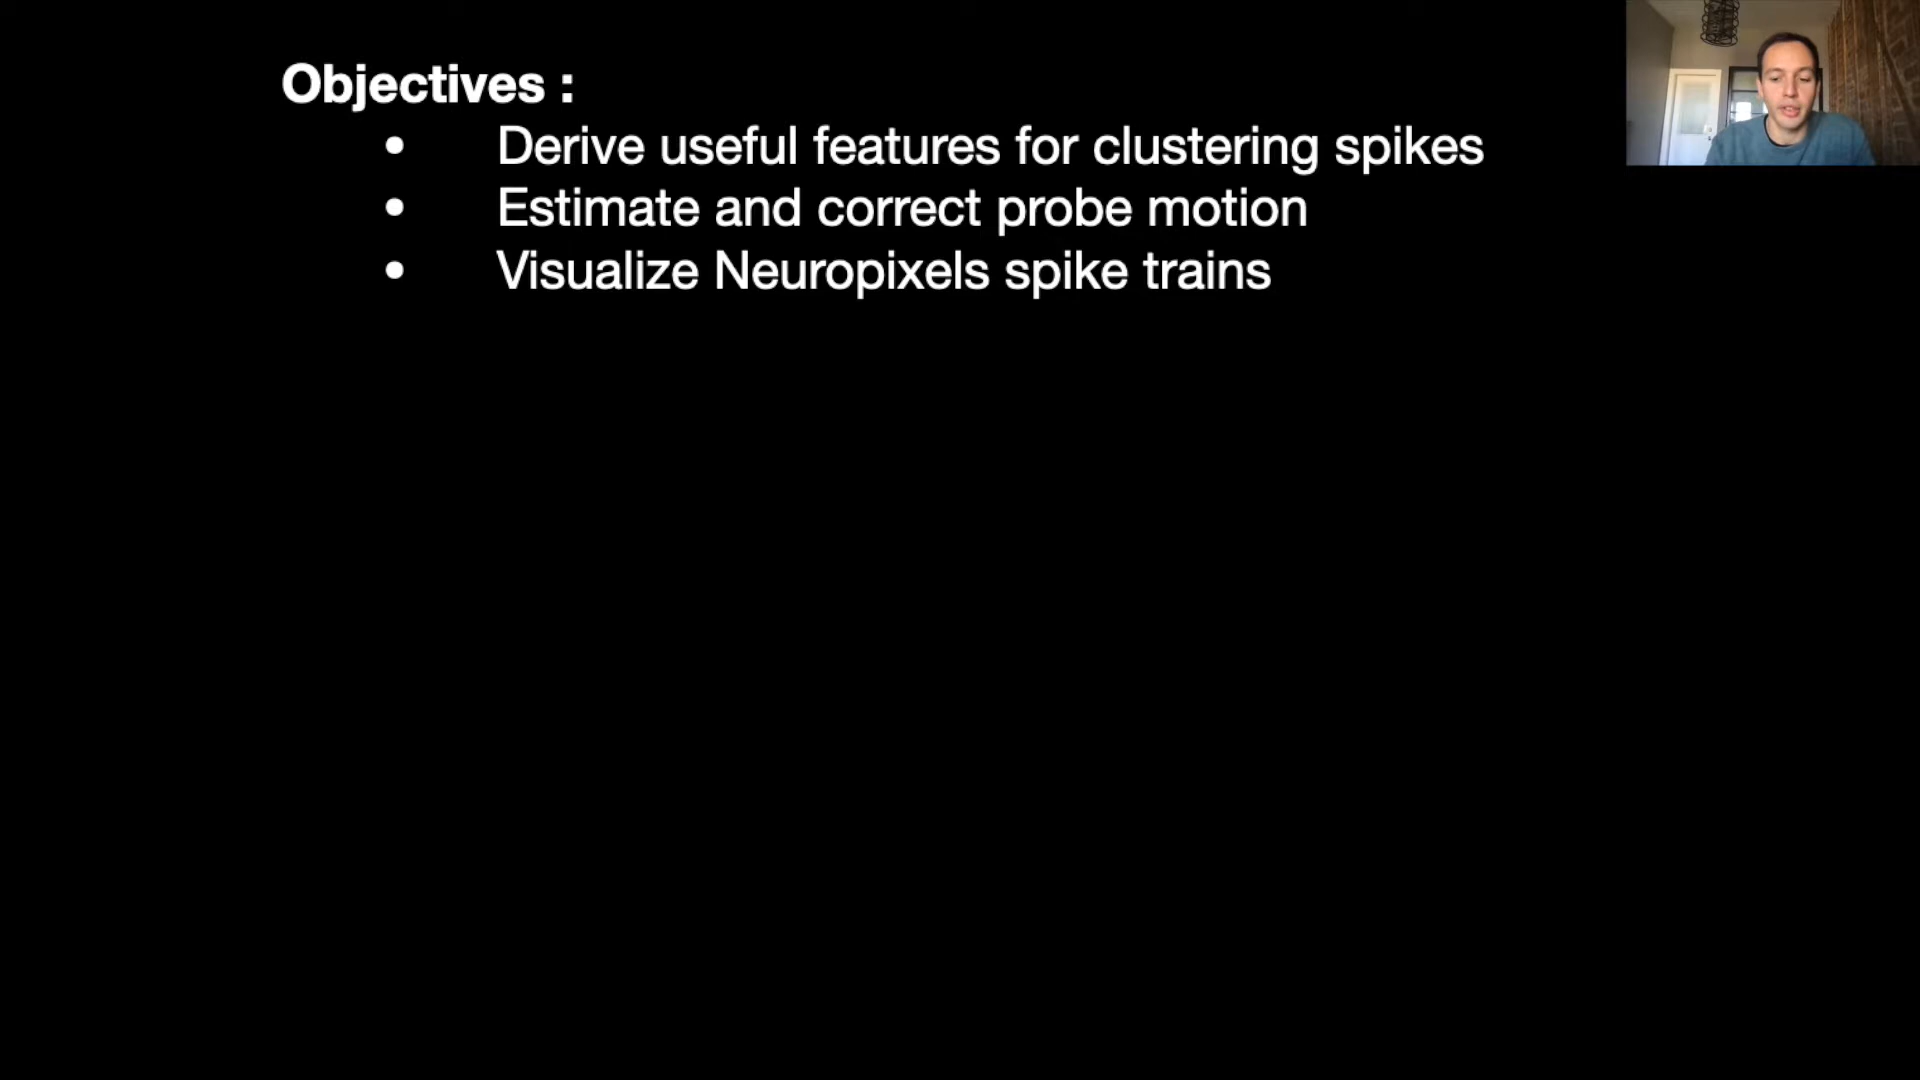 Objectives :
• Derive useful features for clustering spikes
• Estimate and correct probe motion
• Visualize Neuropixels spike trains